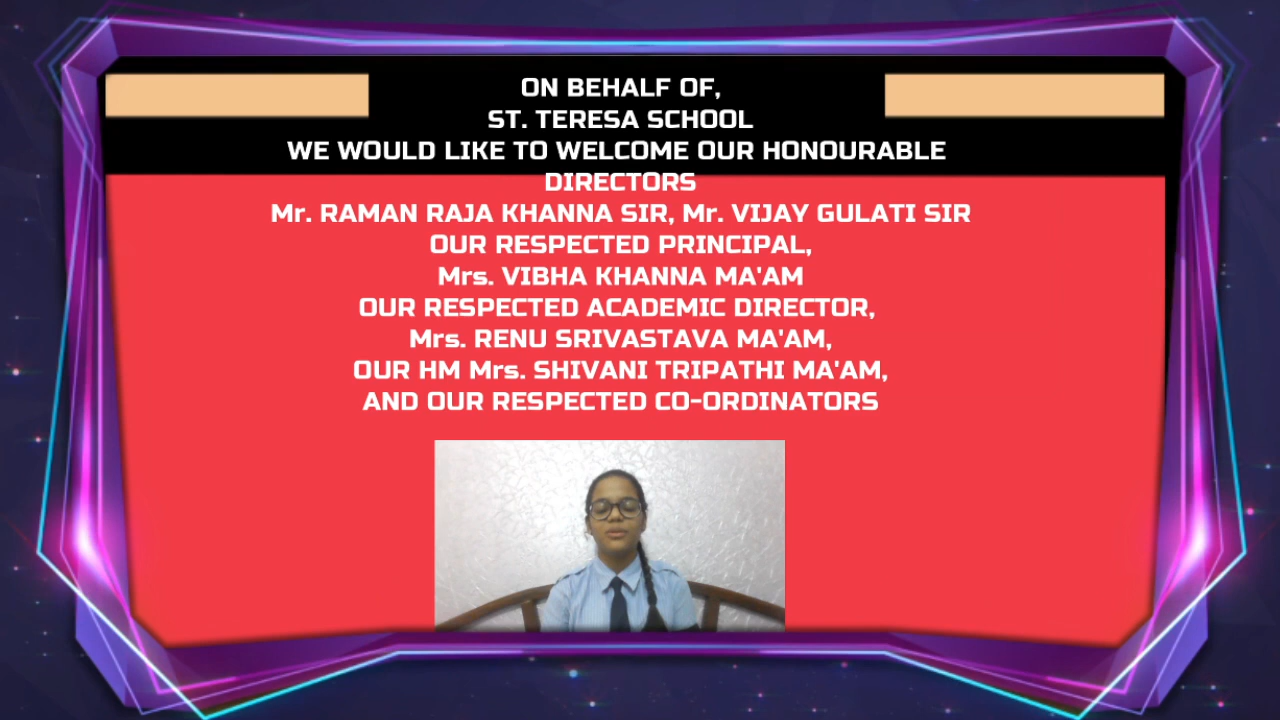 ON BEHALF OF,
ST. TERESA SCHOOL
WE WOULD LIKE TO WELCOME OUR HONOURABLE
DIRECTORS
Mr. RAMAN RAJA KHANNA SIR, Mr. VIJAY GULATI SIR
OUR RESPECTED PRINCIPAL,
Mrs. VIBHA KHANNA MA'AM
OUR RESPECTED ACADEMIC DIRECTOR,
Mrs. RENU SRIVASTAVA MA'AM,
OUR HM Mrs. SHIVANI TRIPATHI MA'AM,
AND OUR RESPECTED CO-ORDINATORS